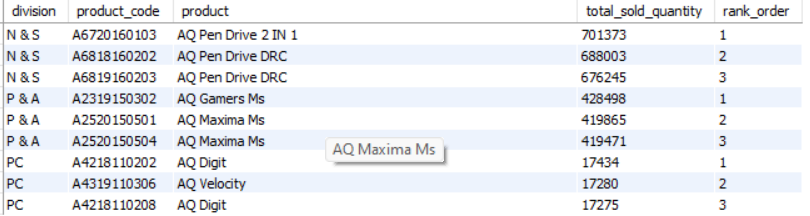 division product_code product total_sold_quantity rank_order
N & S A6720160103 AQ Pen Drive 2 IN 1 701373 1
N & S A6818160202 AQ Pen Drive DRC 688003 2
N & S A6819160203 AQ Pen Drive DRC 676245 3
P & A A2319150302 AQ Gamers Ms 428498 1
P & A A2520150501 AQ Maxima Ms 419865 2
P & A A2520150504 AQ Maxima Ms 419471 3
AQ Maxima Ms
PC A4218110202 AQ Digit 17434 1
PC A4319110306 AQ Velocity 17280 2
PC A4218110208 AQ Digit 17275 3